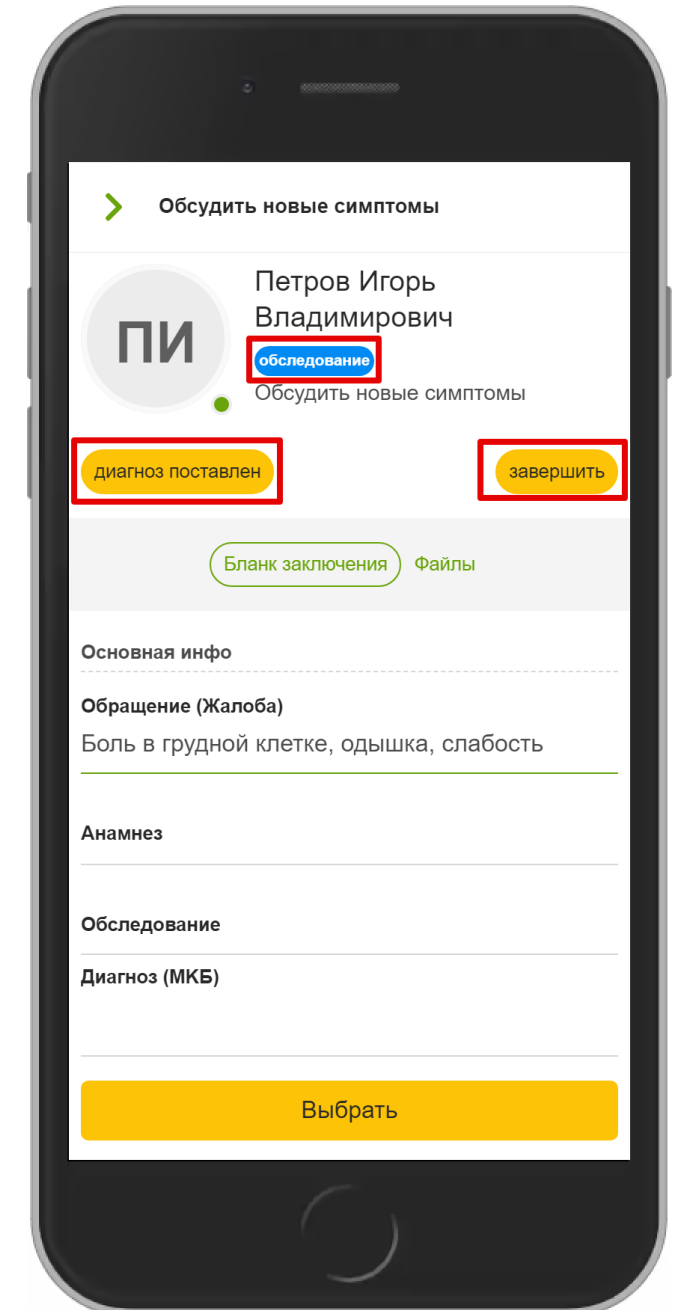 Обсудить новые симптомы
ПИ
Петров Игорь
Владимирович
обследование
Обсудить новые симптомы
диагноз поставлен
завершить
Бланк заключения
Файлы
Основная инфо
Обращение (Жалоба)
Боль в грудной клетке, одышка, слабость
Анамнез
Обследование
Диагноз (МКБ)
Выбрать